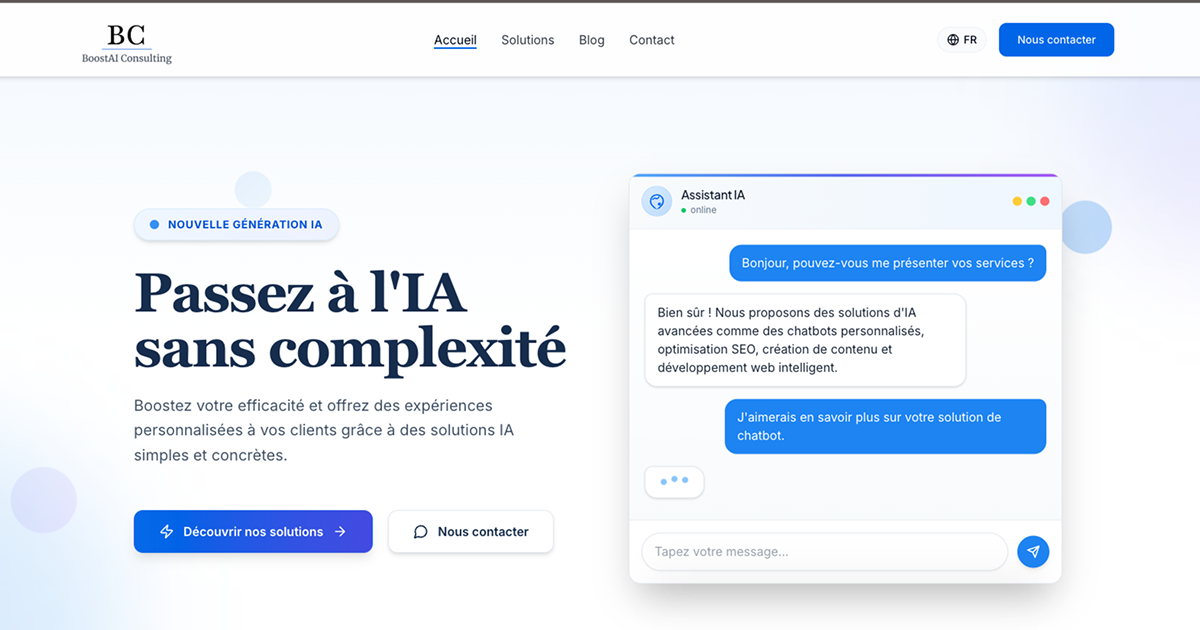 BC
BoostAI Consulting
Accueil
Solutions
Blog
Contact
FR
Nous contacter
NOUVELLE GÉNÉRATION IA
Passez à l'IA
sans complexité
Boostez votre efficacité et offrez des expériences
personnalisées à vos clients grâce à des solutions IA
simples et concrètes.
Découvrir nos solutions
Nous contacter
Assistant IA
online
Bonjour, pouvez-vous me présenter vos services ?
Bien sûr ! Nous proposons des solutions d'IA
avancées comme des chatbots personnalisés,
optimisation SEO, création de contenu et
développement web intelligent.
J'aimerais en savoir plus sur votre solution de
chatbot.
Tapez votre message...